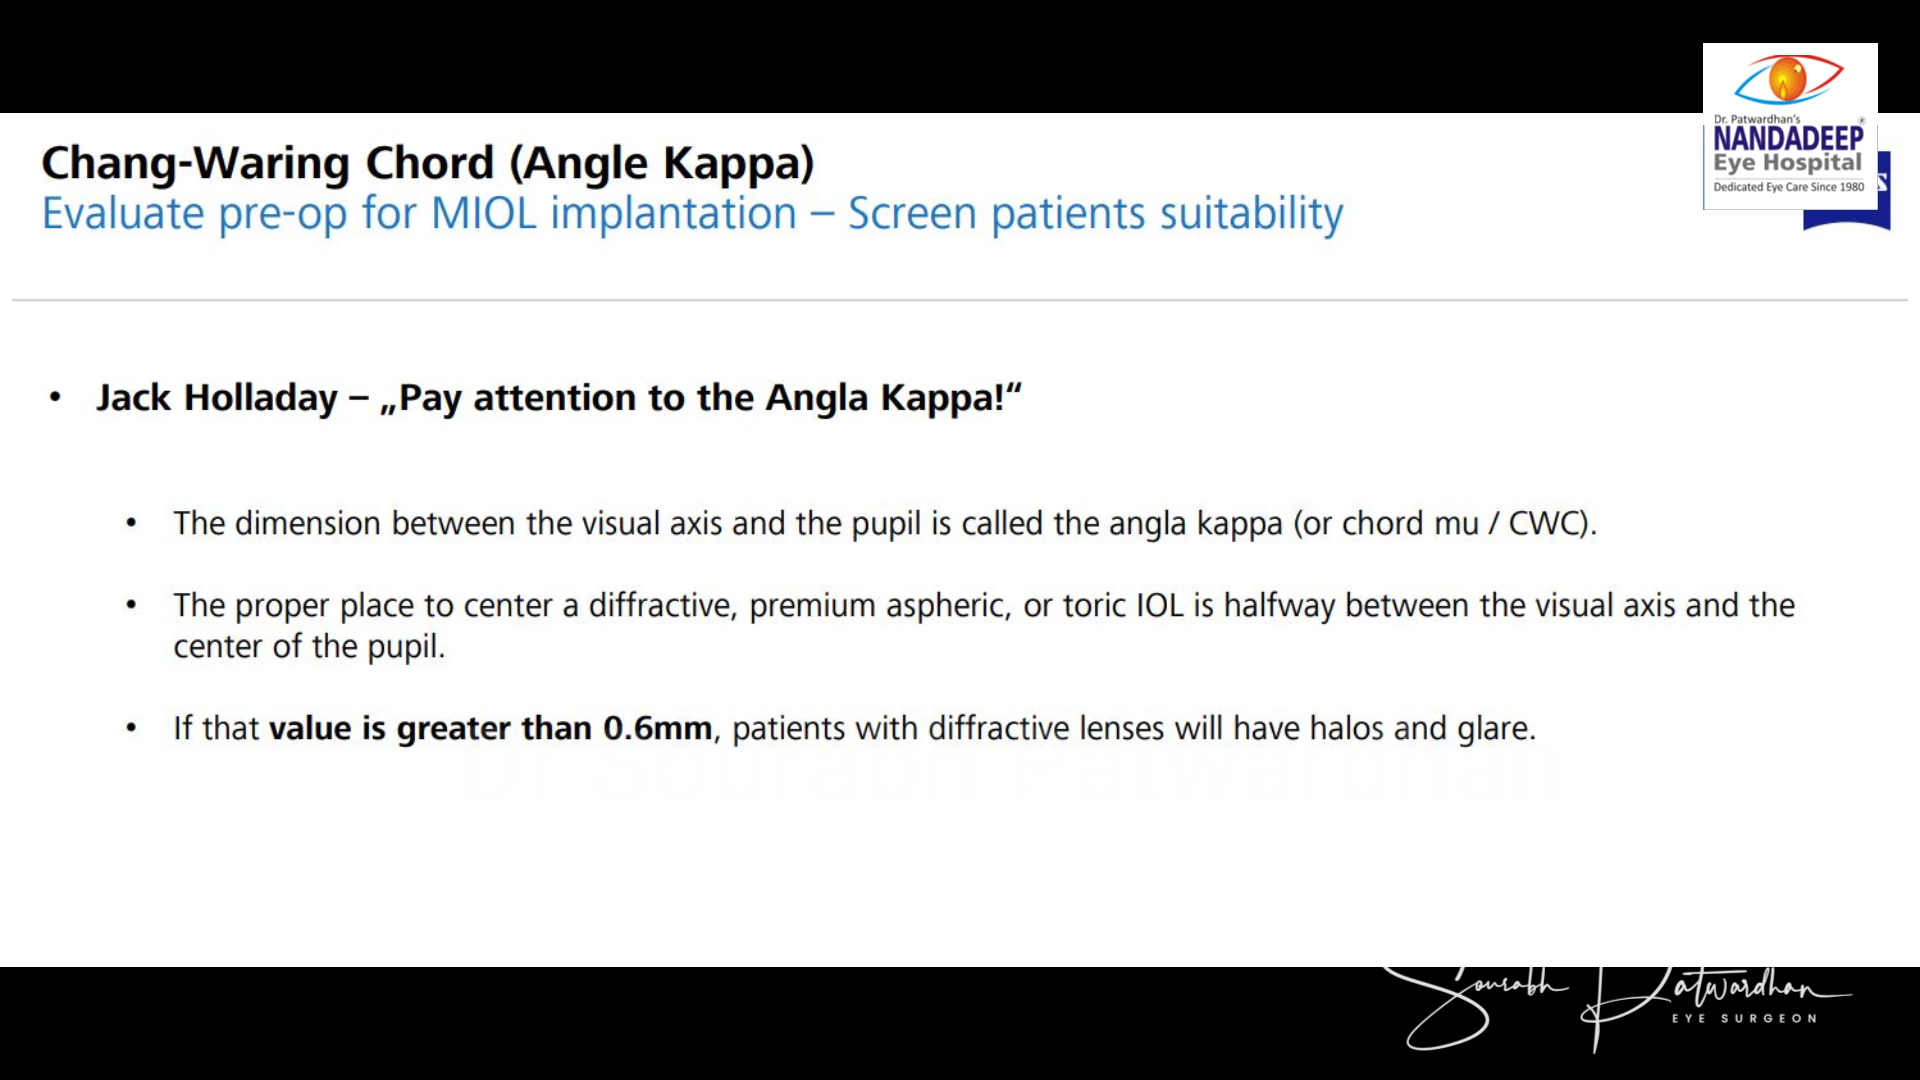 Dr. Patwardhan's
NANDADEEP®
Eye Hospital
Dedicated Eye Care Since 1980
Chang-Waring Chord (Angle Kappa)
Evaluate pre-op for MIOL implantation – Screen patients suitability
• Jack Holladay – „Pay attention to the Angla Kappa!“
• The dimension between the visual axis and the pupil is called the angla kappa (or chord mu / CWC).
• The proper place to center a diffractive, premium aspheric, or toric IOL is halfway between the visual axis and the
center of the pupil.
• If that value is greater than 0.6mm, patients with diffractive lenses will have halos and glare.
Dr Sourabh Patwardhan
Sourabh Patwardhan
EYE SURGEON